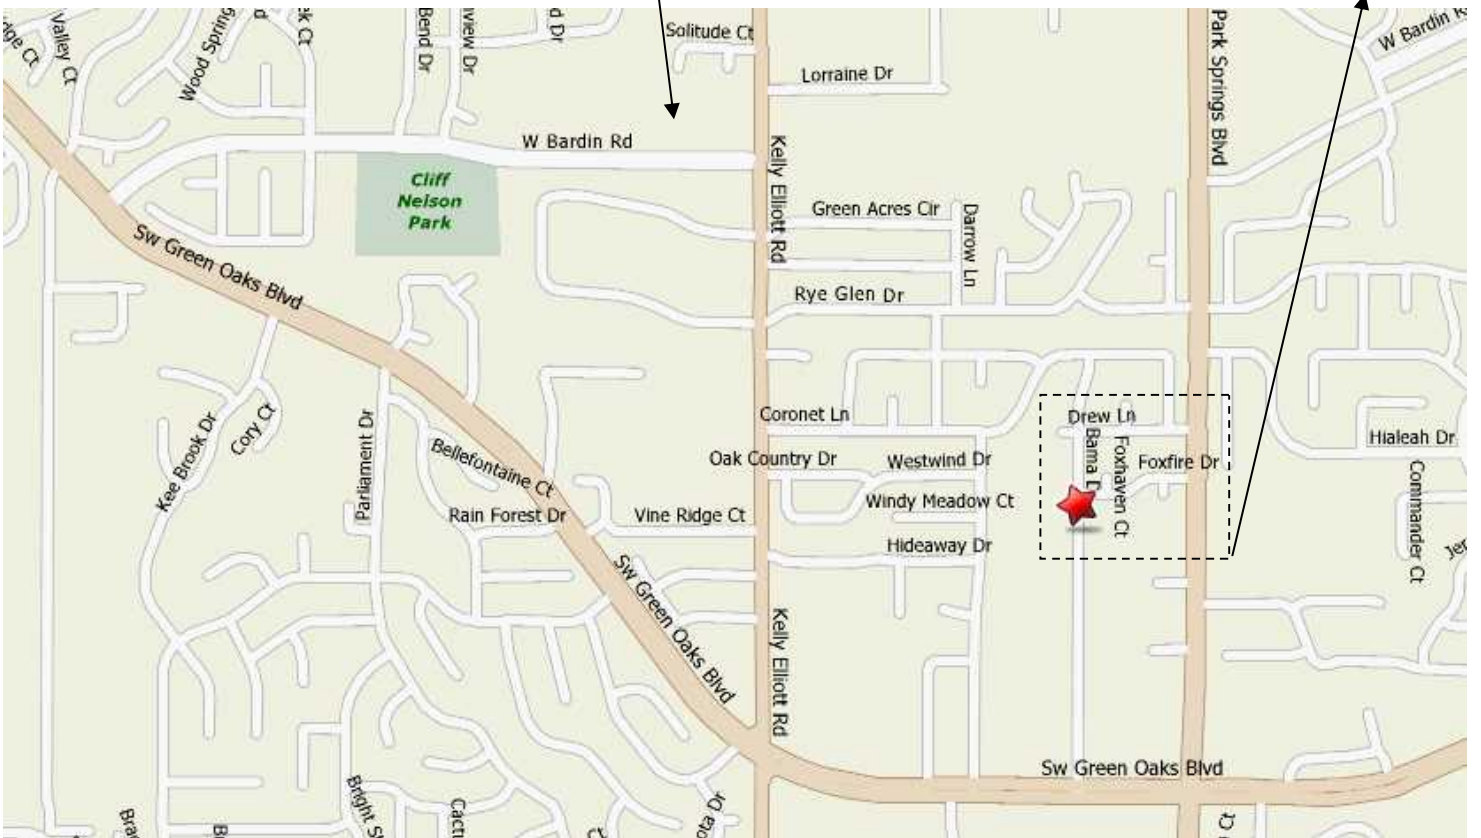 Valley Ct
Wood Spring
Bend Dr
Solitude Ct
Lorraine Dr
Park Springs Blvd
W Bardin R
W Bardin Rd
Kelly Elliott Rd
Cliff
Nelson
Park
Green Acres Cir
Darrow Ln
Sw Green Oaks Blvd
Rye Glen Dr
Kee Brook Dr
Cory Ct
Parliament Dr
Coronet Ln
Drew Ln
Bama D
Foxhaven Ct
Hialeah Dr
Bellefontaine Ct
Oak Country Dr
Westwind Dr
Foxfire Dr
Commander Ct
Windy Meadow Ct
Rain Forest Dr
Vine Ridge Ct
Hideaway Dr
Sw Green Oaks Blvd
Kelly Elliott Rd
Sw Green Oaks Blvd